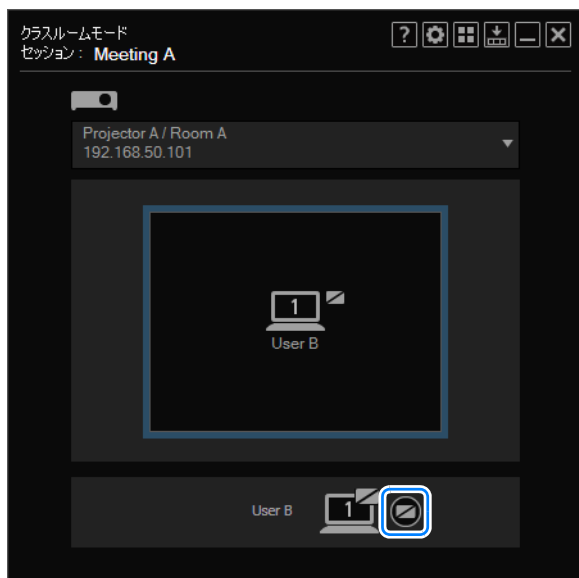 クラスルームモード
セッション： Meeting A
?
Projector A / Room A
192.168.50.101
1
User B
User B
1